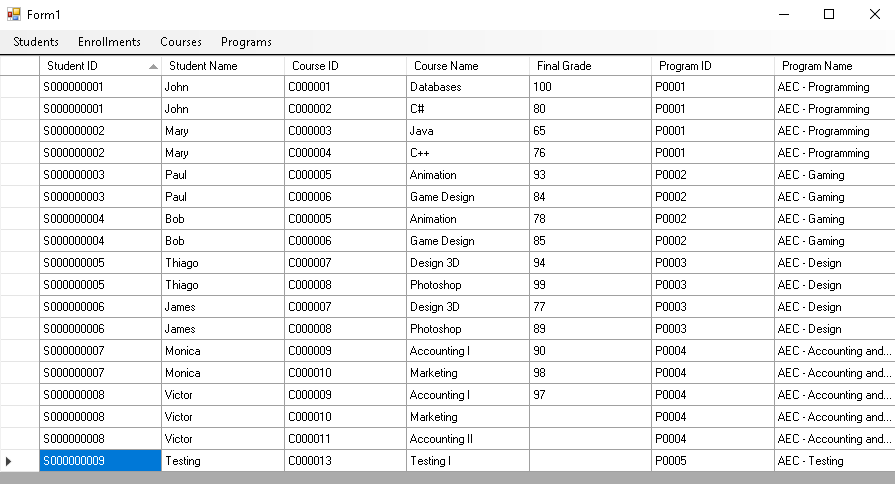 Form1
Students Enrollments Courses Programs
Student ID Student Name Course ID Course Name Final Grade Program ID Program Name
S000000001 John C000001 Databases 100 P0001 AEC - Programming
S000000001 John C000002 C# 80 P0001 AEC - Programming
S000000002 Mary C000003 Java 65 P0001 AEC - Programming
S000000002 Mary C000004 C++ 76 P0001 AEC - Programming
S000000003 Paul C000005 Animation 93 P0002 AEC - Gaming
S000000003 Paul C000006 Game Design 84 P0002 AEC - Gaming
S000000004 Bob C000005 Animation 78 P0002 AEC - Gaming
S000000004 Bob C000006 Game Design 85 P0002 AEC - Gaming
S000000005 Thiago C000007 Design 3D 94 P0003 AEC - Design
S000000005 Thiago C000008 Photoshop 99 P0003 AEC - Design
S000000006 James C000007 Design 3D 77 P0003 AEC - Design
S000000006 James C000008 Photoshop 89 P0003 AEC - Design
S000000007 Monica C000009 Accounting I 90 P0004 AEC - Accounting and...
S000000007 Monica C000010 Marketing 98 P0004 AEC - Accounting and...
S000000008 Victor C000009 Accounting I 97 P0004 AEC - Accounting and...
S000000008 Victor C000010 Marketing P0004 AEC - Accounting and...
S000000008 Victor C000011 Accounting II P0004 AEC - Accounting and...
S000000009 Testing C000013 Testing I P0005 AEC - Testing